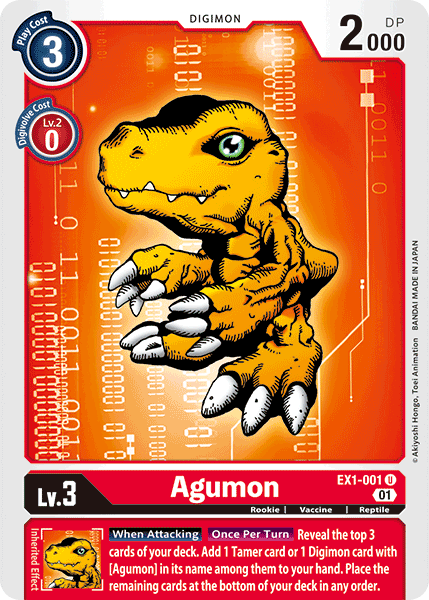 Play Cost
3
DIGIMON
DP
2000
Digivolve Cost
Lv.2
0
© Akiyoshi Hongo, Toei Animation BANDAI MADE IN JAPAN
Lv.3
Agumon
EX1-001 U
01
Rookie | Vaccine | Reptile
Inherited Effect
When Attacking Once Per Turn Reveal the top 3
cards of your deck. Add 1 Tamer card or 1 Digimon card with
[Agumon] in its name among them to your hand. Place the
remaining cards at the bottom of your deck in any order.